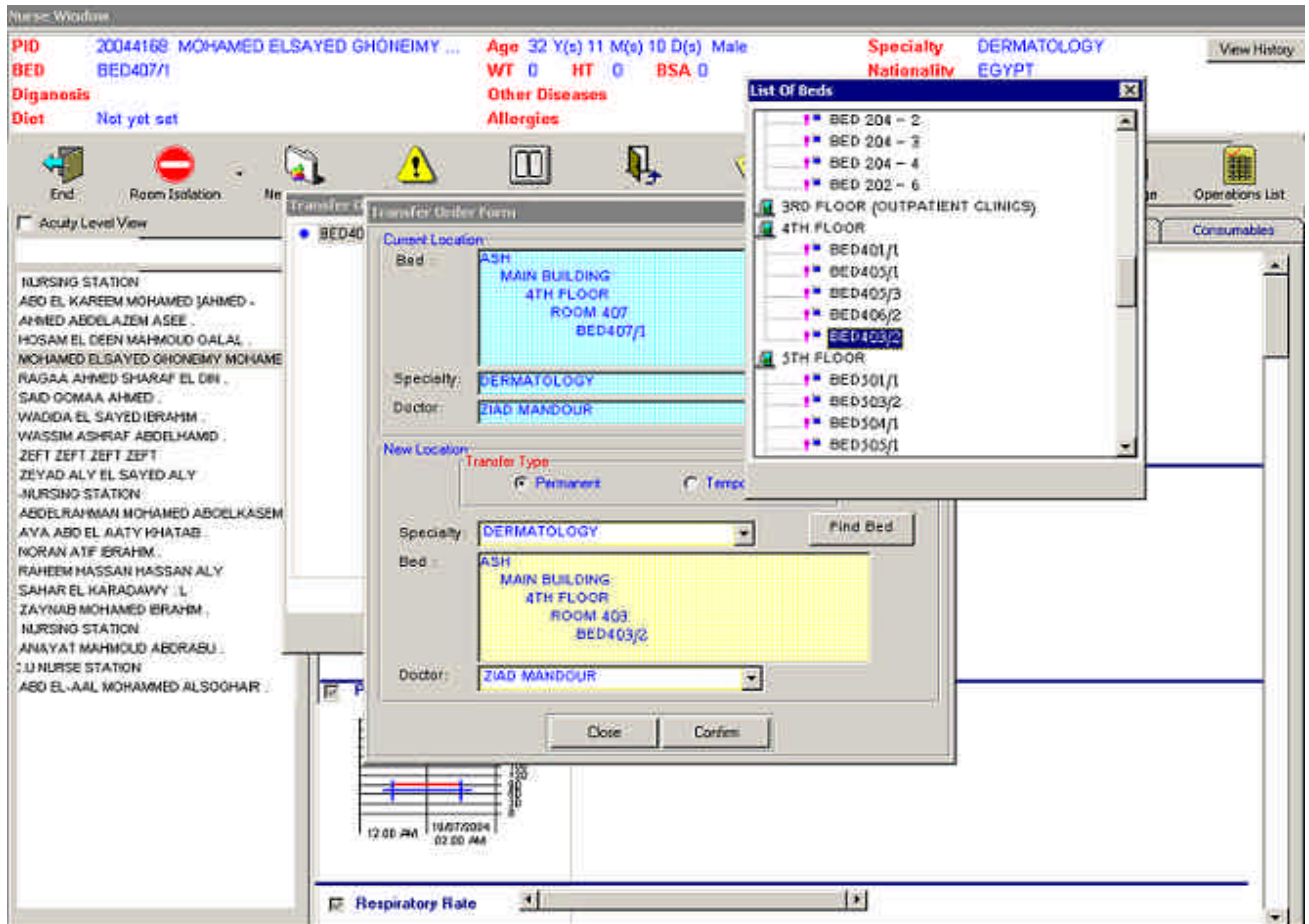 Nurse Window
PID 20044168 MOHAMED ELSAYED GHONEIMY ... Age 32 Y(s) 11 M(s) 10 D(s) Male Specialty DERMATOLOGY View History
BED BED407/1 WT 0 HT 0 BSA 0 Nationality EGYPT
Diganosis Other Diseases
Diet Not yet set Allergies
End Room Isolation Ne Operations List
Acuity Level View
Consumables
NURSING STATION
ABD EL KAREEM MOHAMED AHMED .
AHMED ABDELAZEM ASEE .
HOSAM EL DEEN MAHMOUD GALAL .
MOHAMED ELSAYED GHONEIMY MOHAME
RAGAA AHMED SHARAF EL DIN .
SAID GOMAA AHMED .
WADIDA EL SAYED IBRAHIM .
WASSIM ASHRAF ABDELHAMID .
ZEFT ZEFT ZEFT ZEFT
ZEYAD ALY EL SAYED ALY
-NURSING STATION
ABDELRAHMAN MOHAMED ABOELKASEM
AYA ABD EL AATY KHATAB .
NORAN ATIF IBRAHIM .
RAHEEM HASSAN HASSAN ALY
SAHAR EL KARADAWY :L
ZAYNAB MOHAMED IBRAHIM .
NURSING STATION
ANAYAT MAHMOUD ABDRABU .
NURSE STATION
ABD EL-AAL MOHAMMED ALSOGHAIR .
Transfer O
BED40
Transfer Order Form
Current Location
Bed : ASH
MAIN BUILDING
4TH FLOOR
ROOM 407
BED407/1
Specialty: DERMATOLOGY
Doctor: ZIAD MANDOUR
New Location
Transfer Type
Permanent Tempo
Specialty: DERMATOLOGY Find Bed
Bed : ASH
MAIN BUILDING
4TH FLOOR
ROOM 403
BED403/2
Doctor: ZIAD MANDOUR
Close Confirm
List Of Beds
BED 204 - 2
BED 204 - 3
BED 204 - 4
BED 202 - 6
3RD FLOOR (OUTPATIENT CLINICS)
4TH FLOOR
BED401/1
BED405/1
BED405/3
BED406/2
BED403/2
5TH FLOOR
BED501/1
BED503/2
BED504/1
BED505/1
P
12:00 AM
02:00 AM
Respiratory Rate